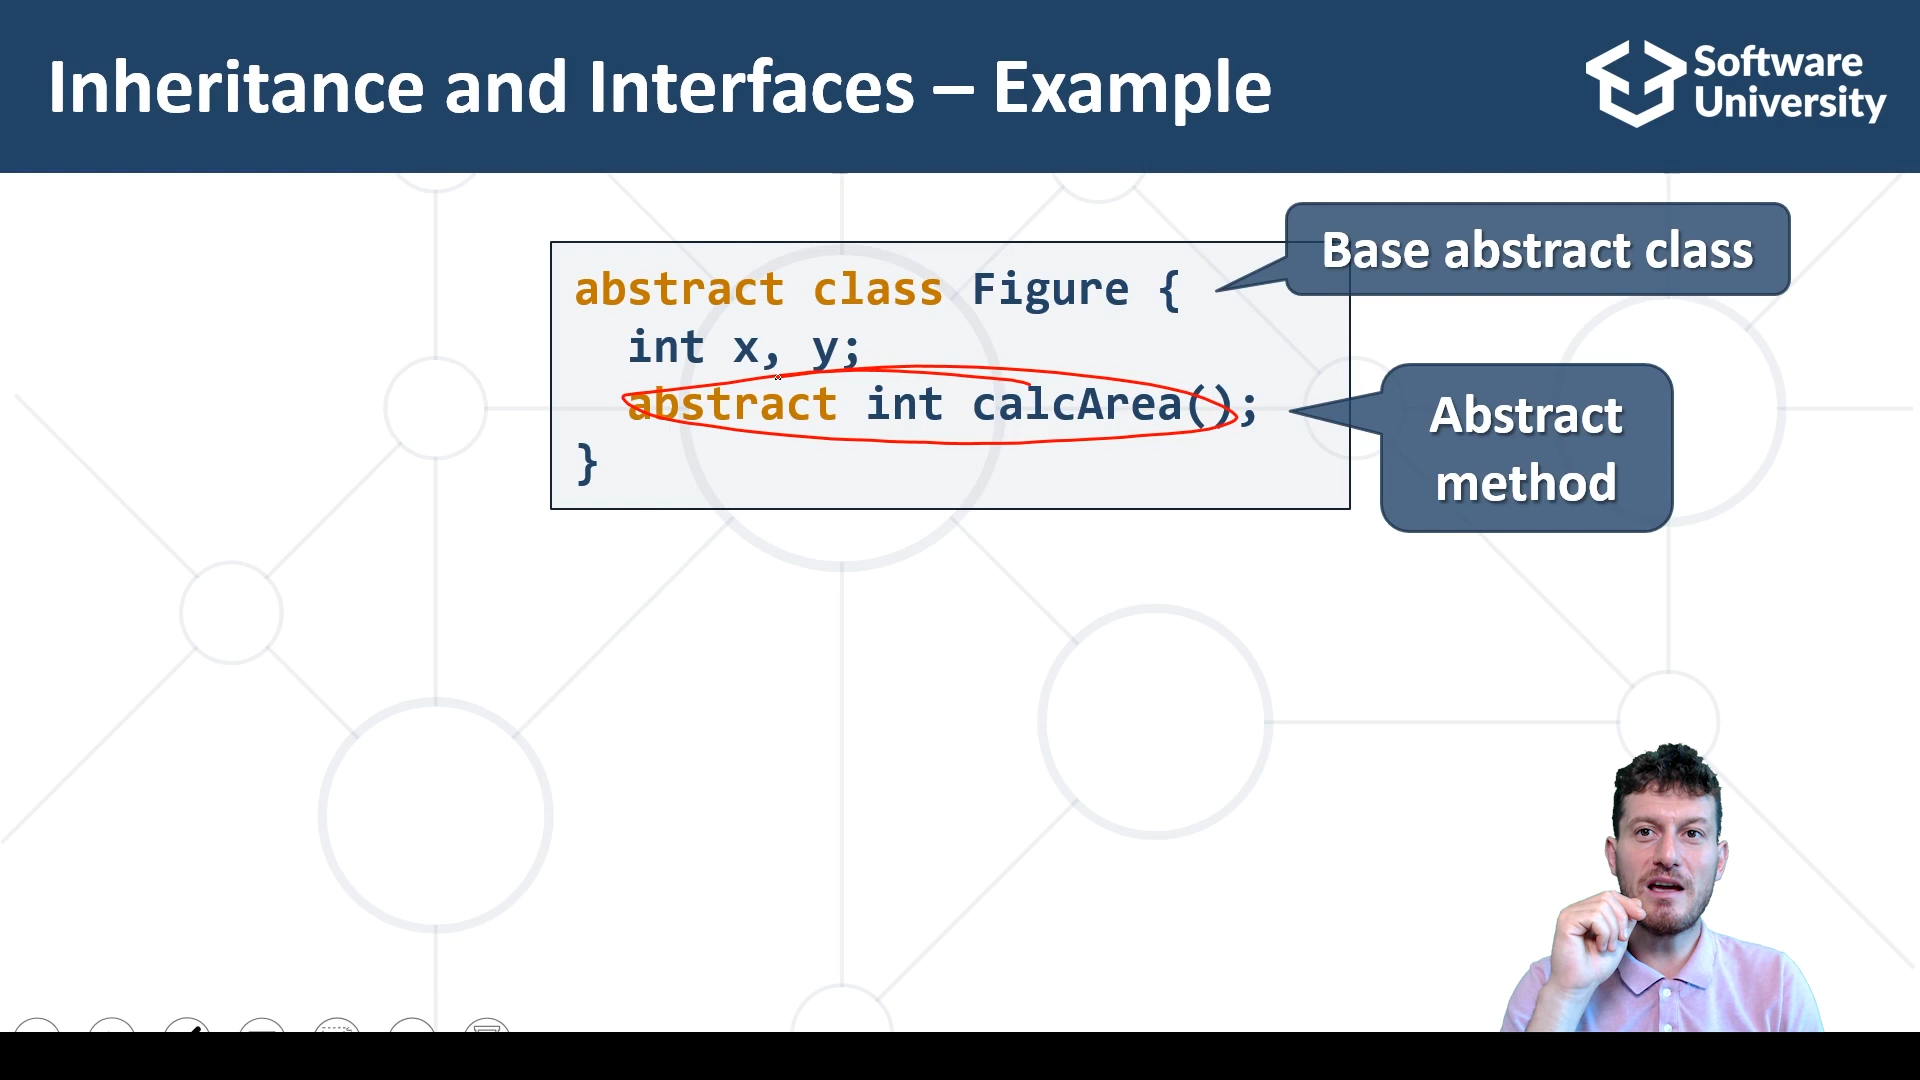 Inheritance and Interfaces – Example
Software
University
Base abstract class
abstract class Figure {
int x, y;
abstract int calcArea();
}
Abstract
method